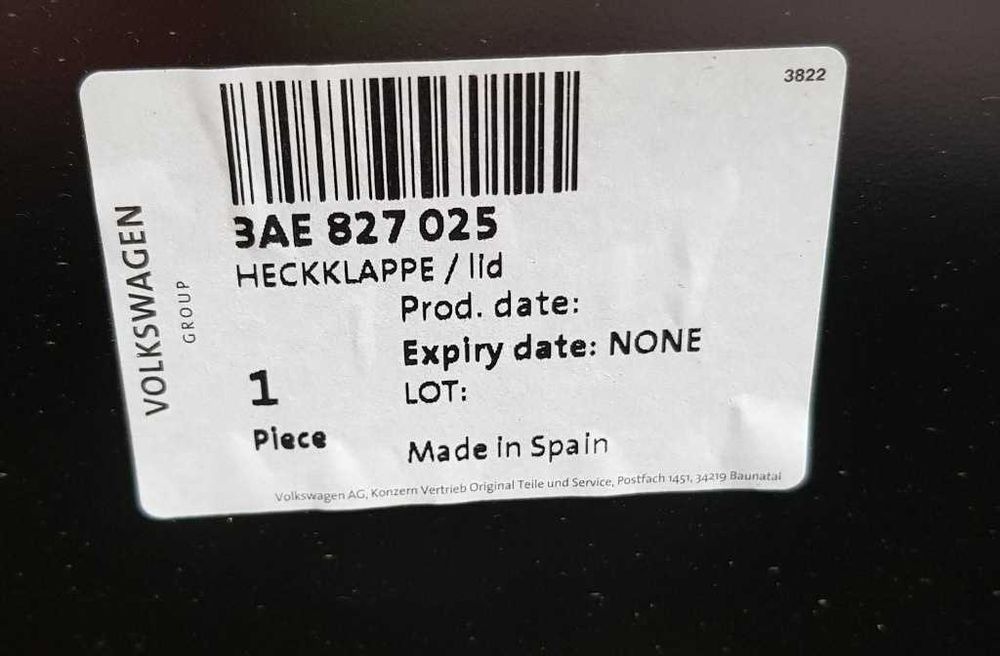 3822
3AE 827 025
HECKKLAPPE / lid
Prod. date:
Expiry date: NONE
1
LOT:
Piece
Made in Spain
Volkswagen AG, Konzern Vertrieb Original Teile und Service, Postfach 1451, 34219 Baunatal
VOLKSWAGEN
GROUP